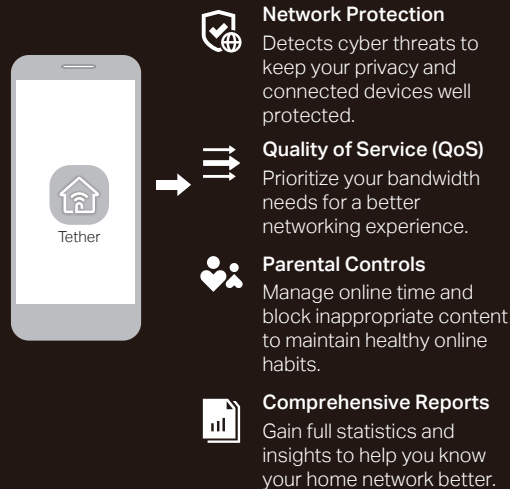 Network Protection
Detects cyber threats to
keep your privacy and
connected devices well
protected.
Quality of Service (QoS)
Prioritize your bandwidth
needs for a better
networking experience.
Tether
Parental Controls
Manage online time and
block inappropriate content
to maintain healthy online
habits.
Comprehensive Reports
Gain full statistics and
insights to help you know
your home network better.